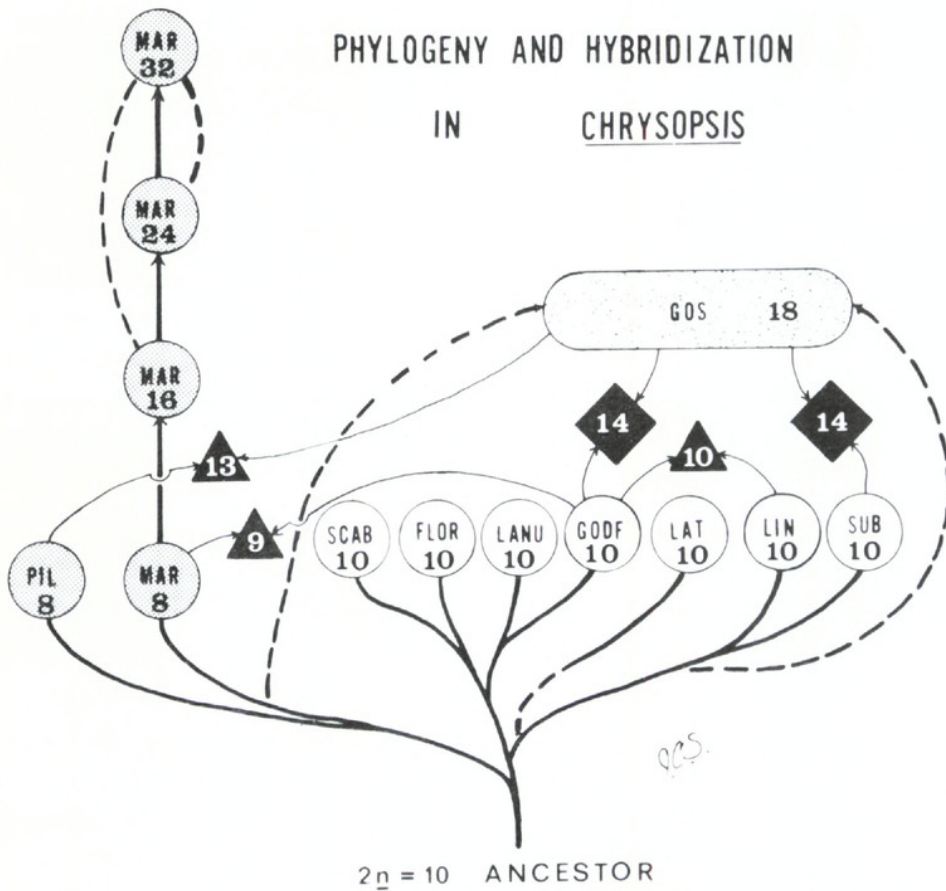 PHYLOGENY AND HYBRIDIZATION
IN CHRYSOPSIS
MAR
32
MAR
24
MAR
16
GOS 18
14
14
13
10
9
SCAB
10
FLOR
10
LANU
10
GODF
10
LAT
10
LIN
10
SUB
10
PIL
8
MAR
8
JCS.
2n = 10 ANCESTOR